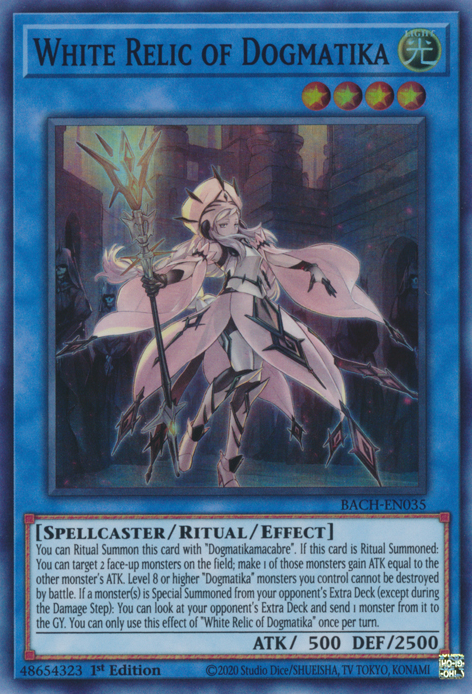 WHITE RELIC OF DOGMATIKA
LIGHT
光
BACH-EN035
[SPELLCASTER/RITUAL/EFFECT]
You can Ritual Summon this card with "Dogmatikamacabre". If this card is Ritual Summoned:
You can target 2 face-up monsters on the field; make 1 of those monsters gain ATK equal to the
other monster's ATK. Level 8 or higher "Dogmatika" monsters you control cannot be destroyed
by battle. If a monster(s) is Special Summoned from your opponent's Extra Deck (except during
the Damage Step): You can look at your opponent's Extra Deck and send 1 monster from it to
the GY. You can only use this effect of "White Relic of Dogmatika" once per turn.
ATK/ 500 DEF/2500
48654323 1st Edition ©2020 Studio Dice/SHUEISHA, TV TOKYO, KONAMI